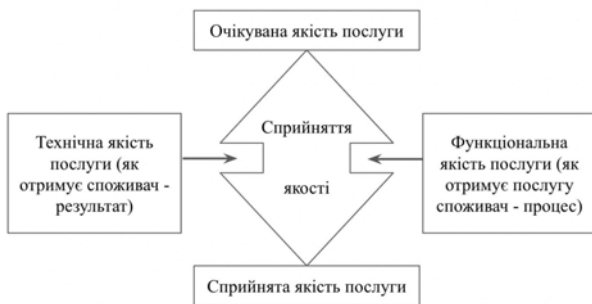 Очікувана якість послуги
Технічна якість
послуги (як
отримує споживач -
результат)
Сприйняття
якості
Функціональна
якість послуги (як
отримує послугу
споживач - процес)
Сприйнята якість послуги